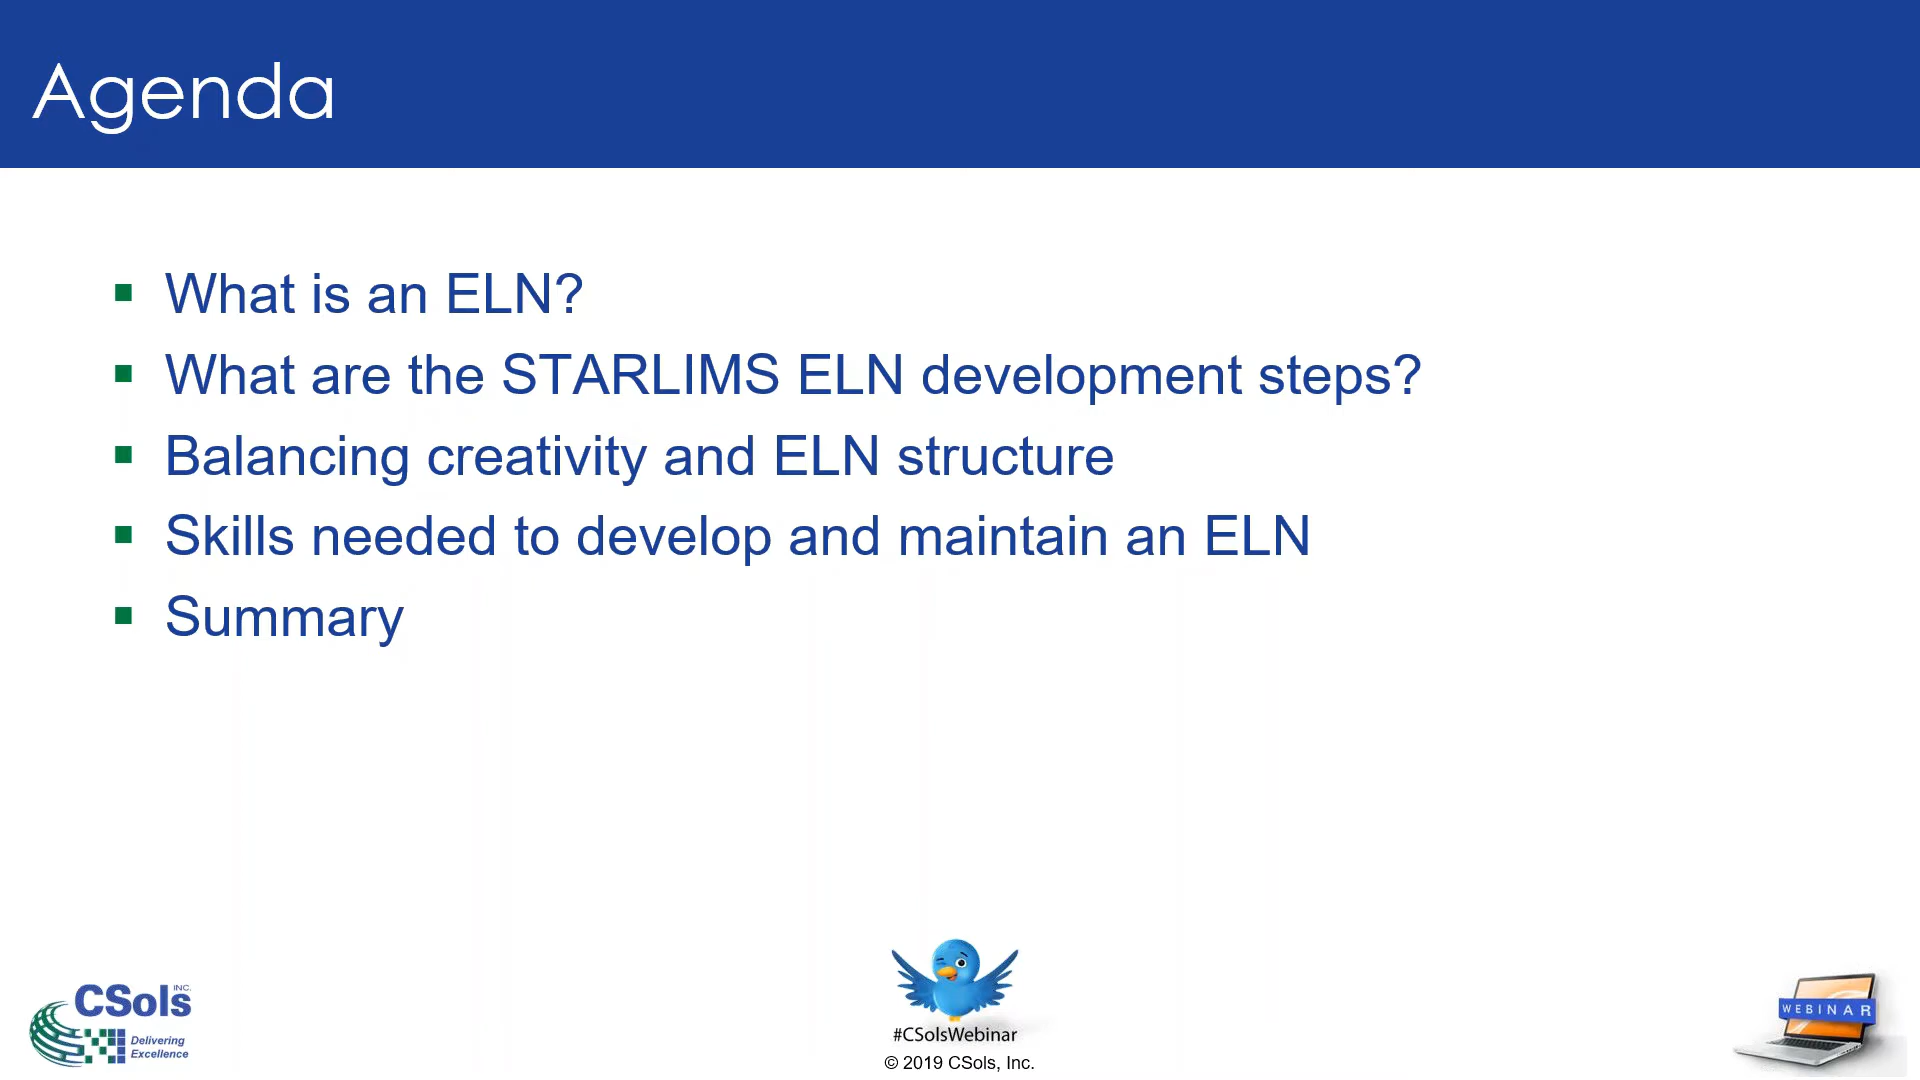 Agenda
What is an ELN?
What are the STARLIMS ELN development steps?
Balancing creativity and ELN structure
Skills needed to develop and maintain an ELN
Summary
CSols INC.
Delivering
Excellence
#CSolsWebinar
© 2019 CSols, Inc.
WEBINAR